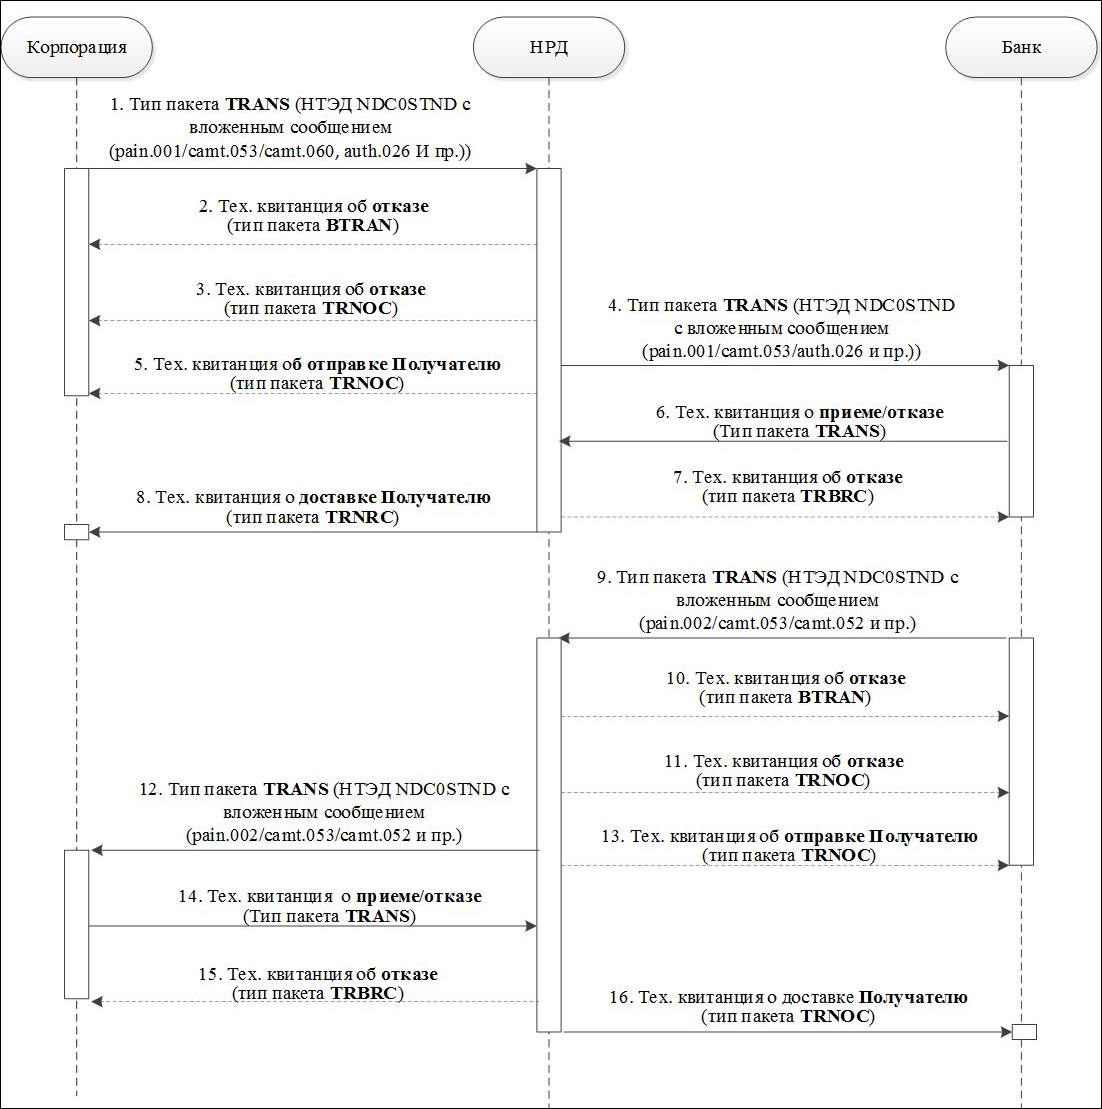 Корпорация
НРД
Банк
1. Тип пакета TRANS (НТЭД NDC0STND с
вложенным сообщением
(pain.001/camt.053/camt.060, auth.026 И пр.))
2. Тех. квитанция об отказе
(тип пакета BTRAN)
3. Тех. квитанция об отказе
(тип пакета TRNOC)
4. Тип пакета TRANS (НТЭД NDC0STND
с вложенным сообщением
(pain.001/camt.053/auth.026 и пр.))
5. Тех. квитанция об отправке Получателю
(тип пакета TRNOC)
6. Тех. квитанция о приеме/отказе
(Тип пакета TRANS)
7. Тех. квитанция об отказе
(тип пакета TRBRC)
8. Тех. квитанция о доставке Получателю
(тип пакета TRNRC)
9. Тип пакета TRANS (НТЭД NDC0STND с
вложенным сообщением
(pain.002/camt.053/camt.052 и пр.)
10. Тех. квитанция об отказе
(тип пакета BTRAN)
11. Тех. квитанция об отказе
(тип пакета TRNOC)
12. Тип пакета TRANS (НТЭД NDC0STND с
вложенным сообщением
(pain.002/camt.053/camt.052 и пр.)
13. Тех. квитанция об отправке Получателю
(тип пакета TRNOC)
14. Тех. квитанция о приеме/отказе
(Тип пакета TRANS)
15. Тех. квитанция об отказе
(тип пакета TRBRC)
16. Тех. квитанция о доставке Получателю
(тип пакета TRNOC)